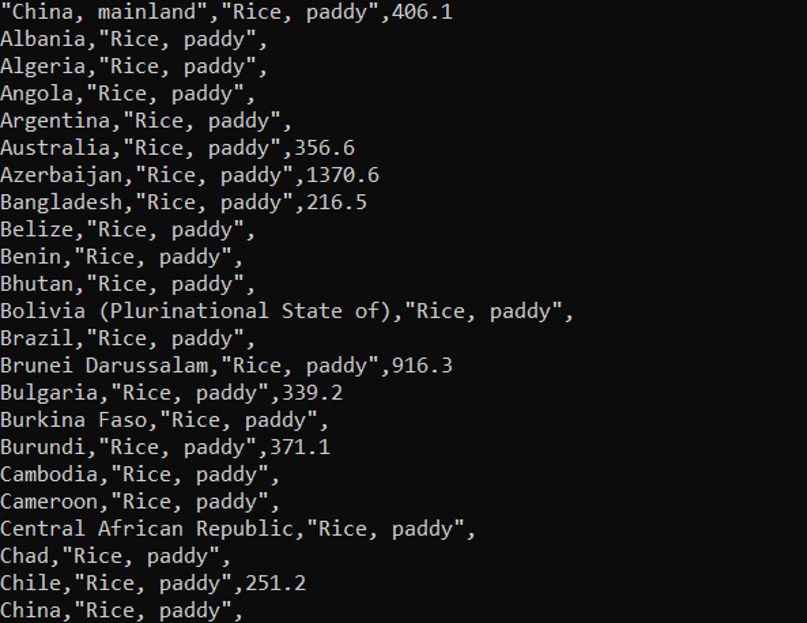 "China, mainland","Rice, paddy",406.1
Albania,"Rice, paddy",
Algeria,"Rice, paddy",
Angola,"Rice, paddy",
Argentina,"Rice, paddy",
Australia,"Rice, paddy",356.6
Azerbaijan,"Rice, paddy",1370.6
Bangladesh,"Rice, paddy",216.5
Belize,"Rice, paddy",
Benin,"Rice, paddy",
Bhutan,"Rice, paddy",
Bolivia (Plurinational State of),"Rice, paddy",
Brazil,"Rice, paddy",
Brunei Darussalam,"Rice, paddy",916.3
Bulgaria,"Rice, paddy",339.2
Burkina Faso,"Rice, paddy",
Burundi,"Rice, paddy",371.1
Cambodia,"Rice, paddy",
Cameroon,"Rice, paddy",
Central African Republic,"Rice, paddy",
Chad,"Rice, paddy",
Chile,"Rice, paddy",251.2
China,"Rice, paddy",